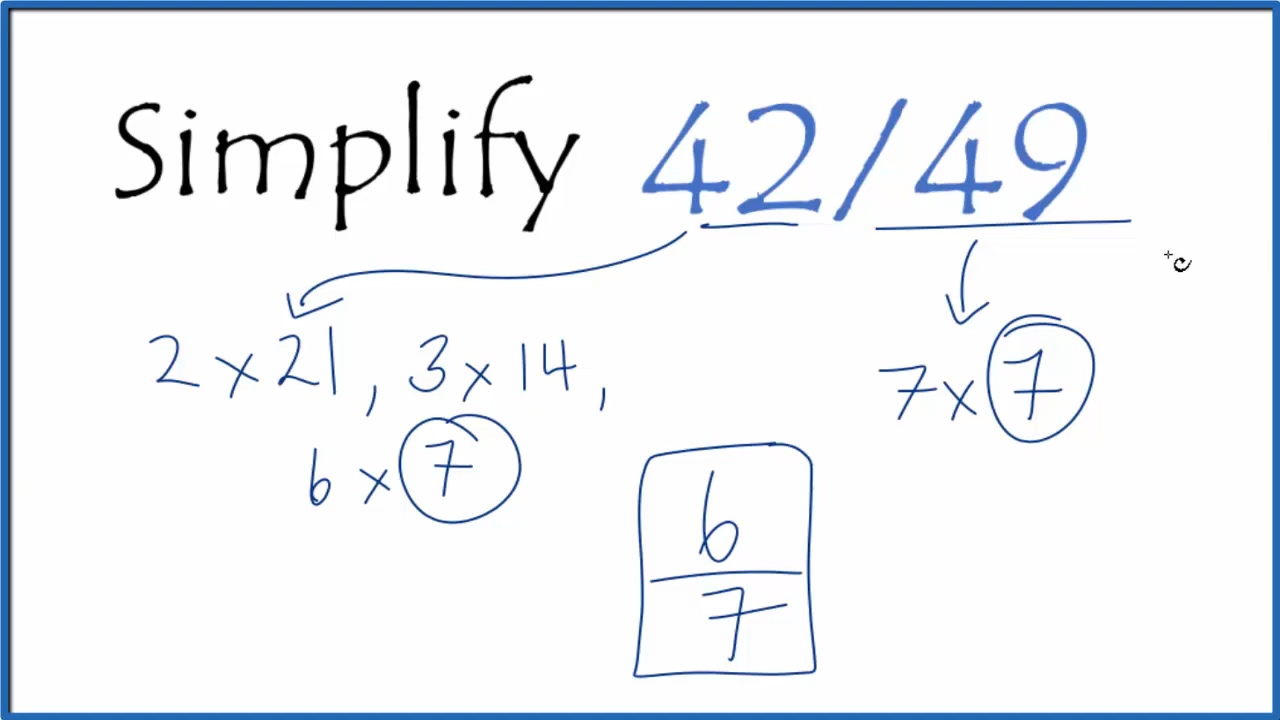 Simplify 42/49
2 x 21, 3 x 14,
6 x 7
7 x 7
6
7